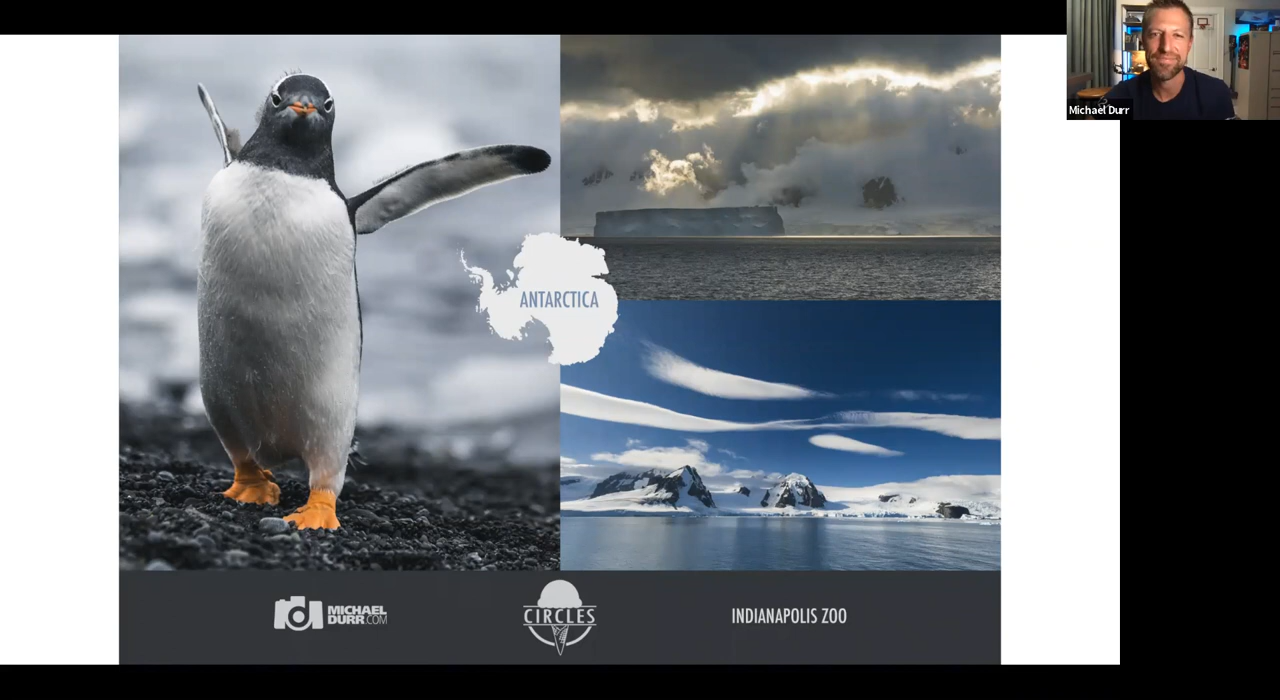 Michael Durr
ANTARCTICA
MICHAEL
DURR.COM
CIRCLES
INDIANAPOLIS ZOO